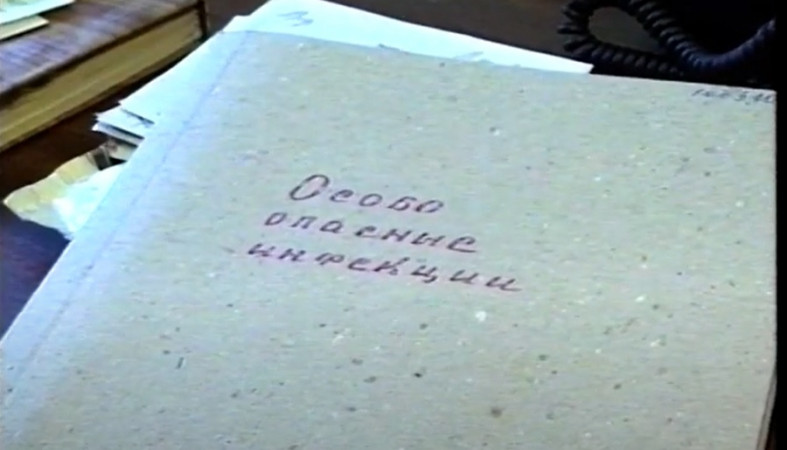 Особо
опасные
инфекции